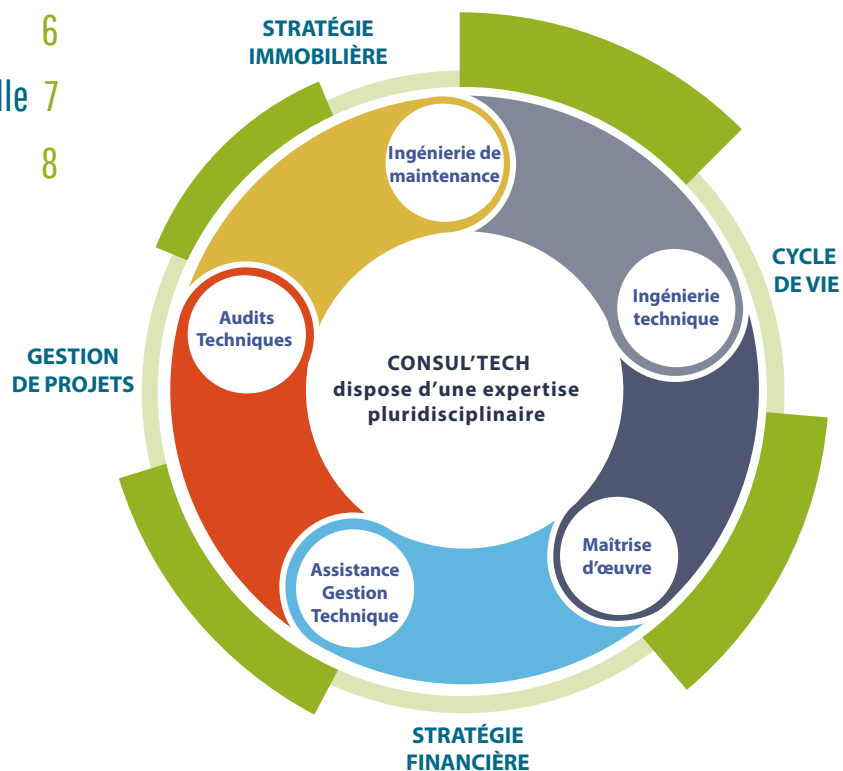 6
lle 7
8
STRATÉGIE
IMMOBILIÈRE
Ingénierie de
maintenance
CYCLE
DE VIE
Ingénierie
technique
Audits
Techniques
GESTION
DE PROJETS
CONSUL’TECH
dispose d’une expertise
pluridisciplinaire
Maîtrise
d’œuvre
Assistance
Gestion
Technique
STRATÉGIE
FINANCIÈRE